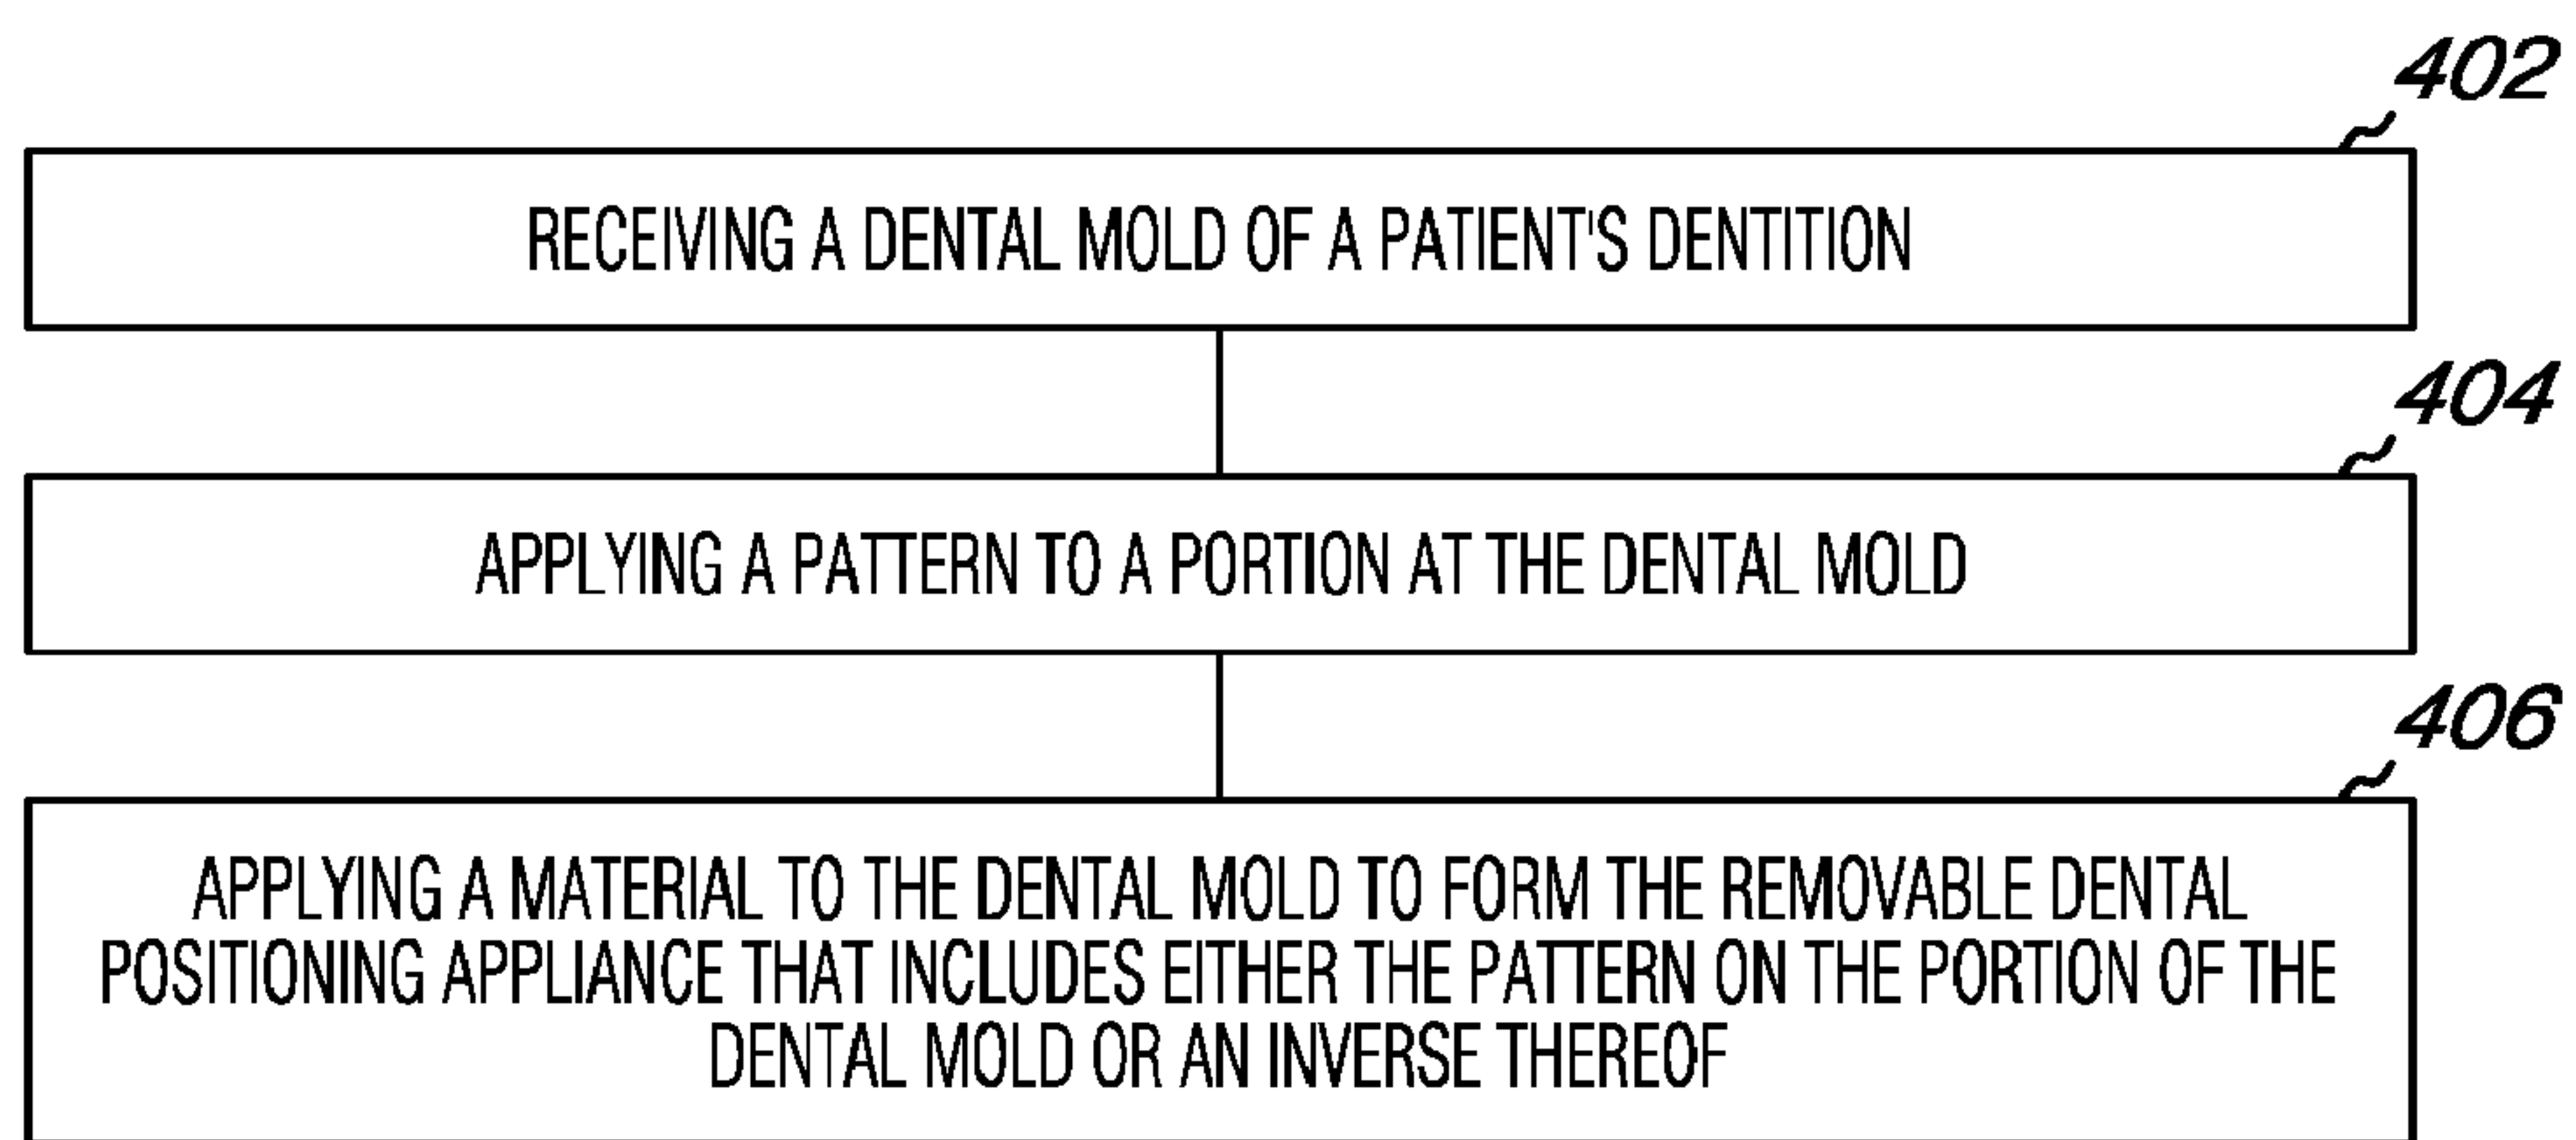 402
RECEIVING A DENTAL MOLD OF A PATIENT'S DENTITION
404
APPLYING A PATTERN TO A PORTION AT THE DENTAL MOLD
406
APPLYING A MATERIAL TO THE DENTAL MOLD TO FORM THE REMOVABLE DENTAL
POSITIONING APPLIANCE THAT INCLUDES EITHER THE PATTERN ON THE PORTION OF THE
DENTAL MOLD OR AN INVERSE THEREOF